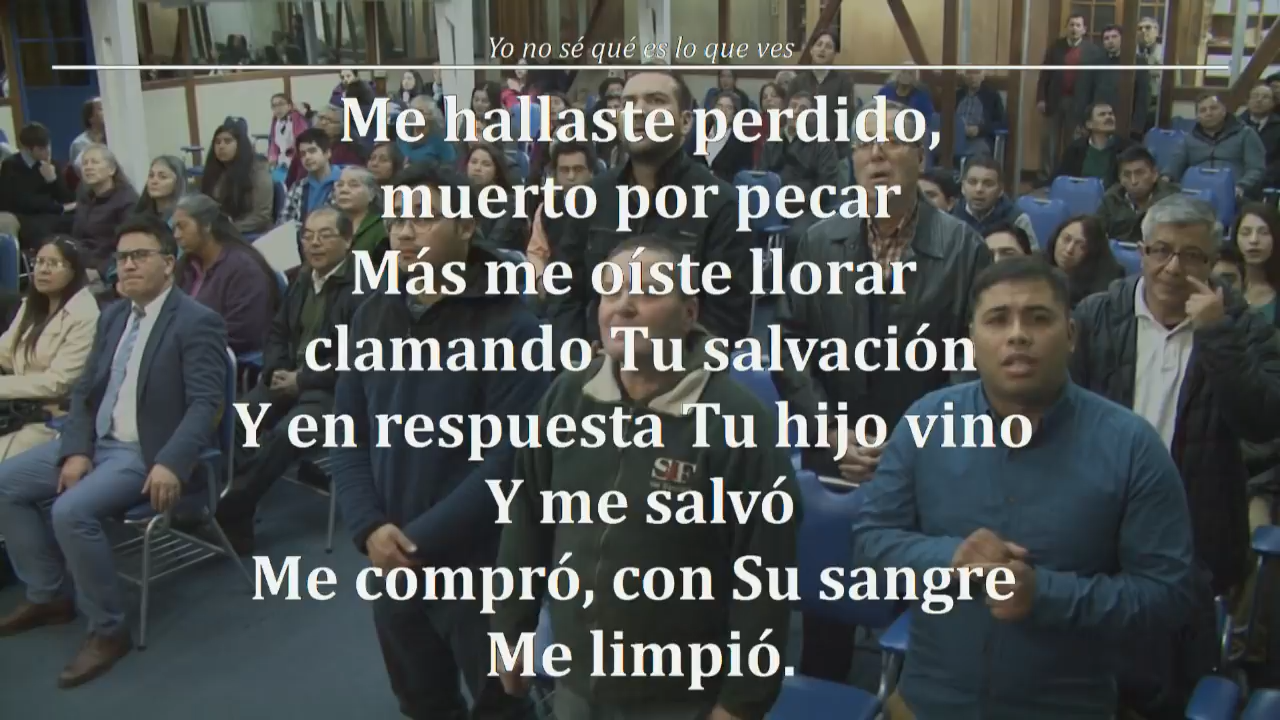 Yo no sé qué es lo que ves
Me hallaste perdido,
muerto por pecar
Más me oíste llorar
clamando Tu salvación
Y en respuesta Tu hijo vino
Y me salvó
Me compró, con Su sangre
Me limpió.
SF